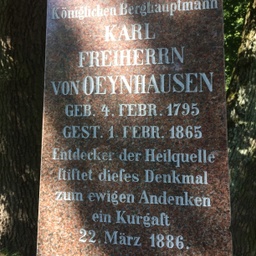 Königlichen Berghauptmann
KARL
FREIHERRN
VON OEYNHAUSEN
GEB. 4. FEBR. 1795
GEST. 1. FEBR. 1865
Entdecker der Heilquelle
ſtiftet dieſes Denkmal
zum ewigen Andenken
ein Kurgaſt
22. März 1886.